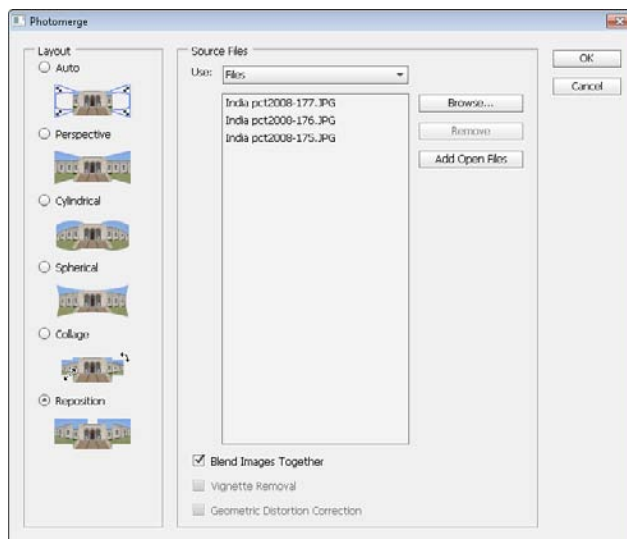 Photomerge
Layout
Auto
Perspective
Cylindrical
Spherical
Collage
Reposition
Source Files
Use: Files
India pct2008-177.JPG
India pct2008-176.JPG
India pct2008-175.JPG
Browse...
Remove
Add Open Files
Blend Images Together
Vignette Removal
Geometric Distortion Correction
OK
Cancel